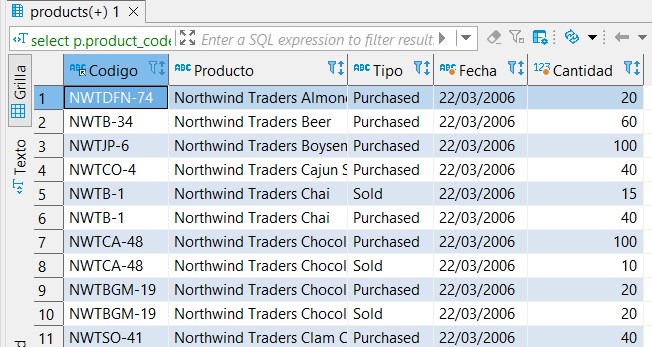 products(+) 1
select p.product_code
Enter a SQL expression to filter result
Grilla
Texto
Codigo Producto Tipo Fecha Cantidad
1 NWTDFN-74 Northwind Traders Almon Purchased 22/03/2006 20
2 NWTB-34 Northwind Traders Beer Purchased 22/03/2006 60
3 NWTJP-6 Northwind Traders Boysen Purchased 22/03/2006 100
4 NWTCO-4 Northwind Traders Cajun S Purchased 22/03/2006 40
5 NWTB-1 Northwind Traders Chai Sold 22/03/2006 15
6 NWTB-1 Northwind Traders Chai Purchased 22/03/2006 40
7 NWTCA-48 Northwind Traders Chocol Purchased 22/03/2006 100
8 NWTCA-48 Northwind Traders Chocol Sold 22/03/2006 10
9 NWTBGM-19 Northwind Traders Chocol Purchased 22/03/2006 20
10 NWTBGM-19 Northwind Traders Chocol Sold 22/03/2006 20
11 NWTSO-41 Northwind Traders Clam C Purchased 22/03/2006 40